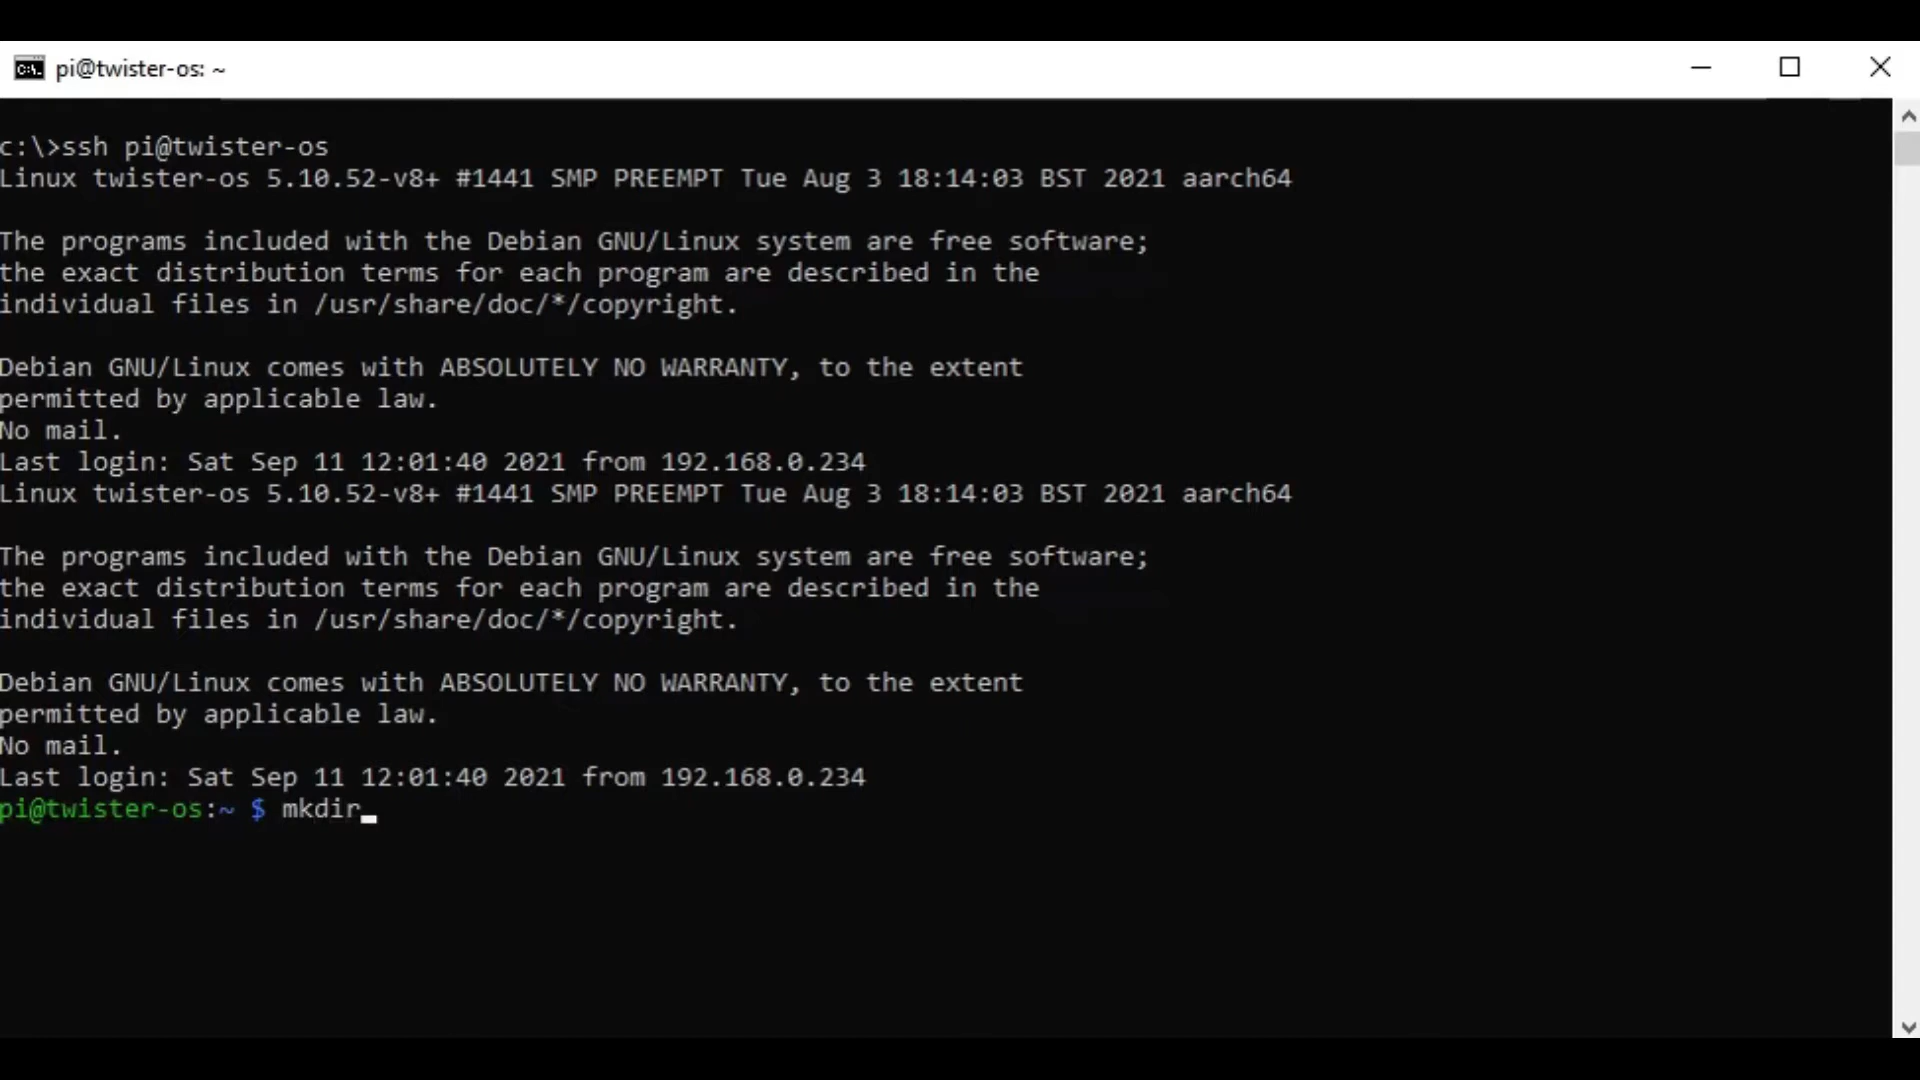 pi@twister-os: ~
c:\>ssh pi@twister-os
Linux twister-os 5.10.52-v8+ #1441 SMP PREEMPT Tue Aug 3 18:14:03 BST 2021 aarch64
The programs included with the Debian GNU/Linux system are free software;
the exact distribution terms for each program are described in the
individual files in /usr/share/doc/*/copyright.
Debian GNU/Linux comes with ABSOLUTELY NO WARRANTY, to the extent
permitted by applicable law.
No mail.
Last login: Sat Sep 11 12:01:40 2021 from 192.168.0.234
Linux twister-os 5.10.52-v8+ #1441 SMP PREEMPT Tue Aug 3 18:14:03 BST 2021 aarch64
The programs included with the Debian GNU/Linux system are free software;
the exact distribution terms for each program are described in the
individual files in /usr/share/doc/*/copyright.
Debian GNU/Linux comes with ABSOLUTELY NO WARRANTY, to the extent
permitted by applicable law.
No mail.
Last login: Sat Sep 11 12:01:40 2021 from 192.168.0.234
pi@twister-os:~ $ mkdir